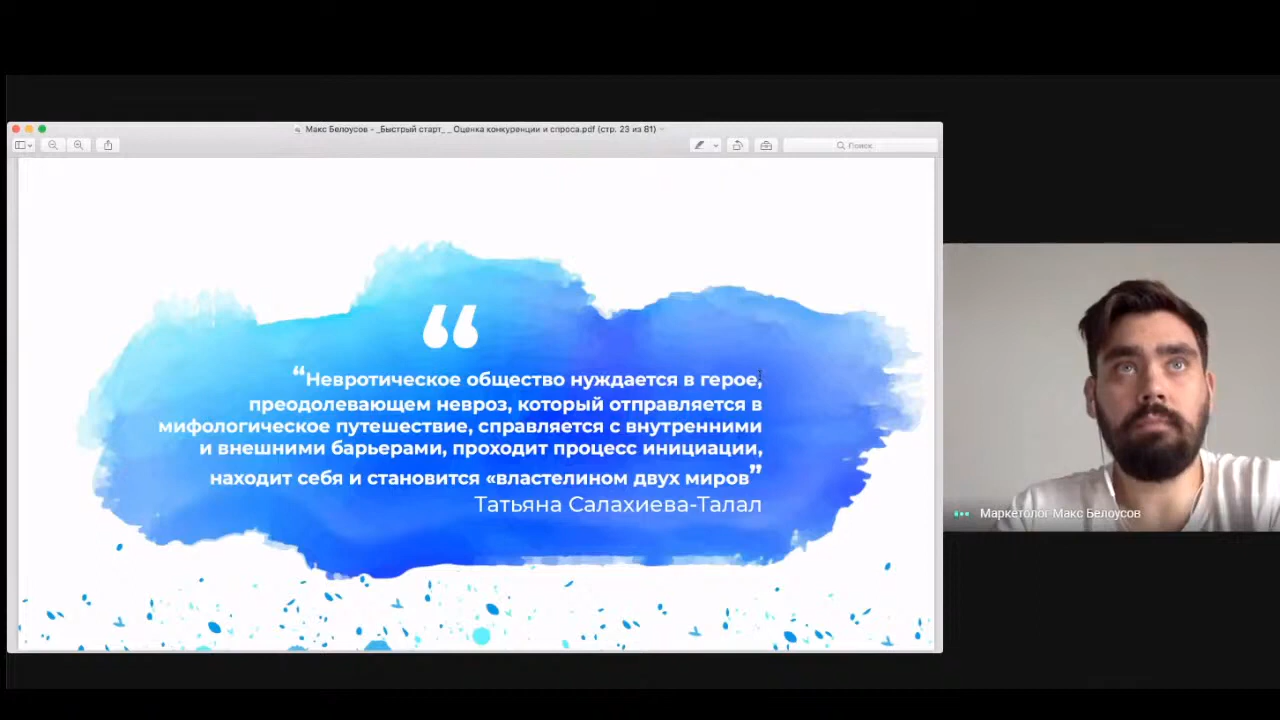 Макс Белоусов - _Быстрый старт_ _ Оценка конкуренции и спроса.pdf (стр. 23 из 81)
Поиск
“
“Невротическое общество нуждается в герое,
преодолевающем невроз, который отправляется в
мифологическое путешествие, справляется с внутренними
и внешними барьерами, проходит процесс инициации,
находит себя и становится «властелином двух миров”
Татьяна Салахиева-Талал
Маркетолог Макс Белоусов